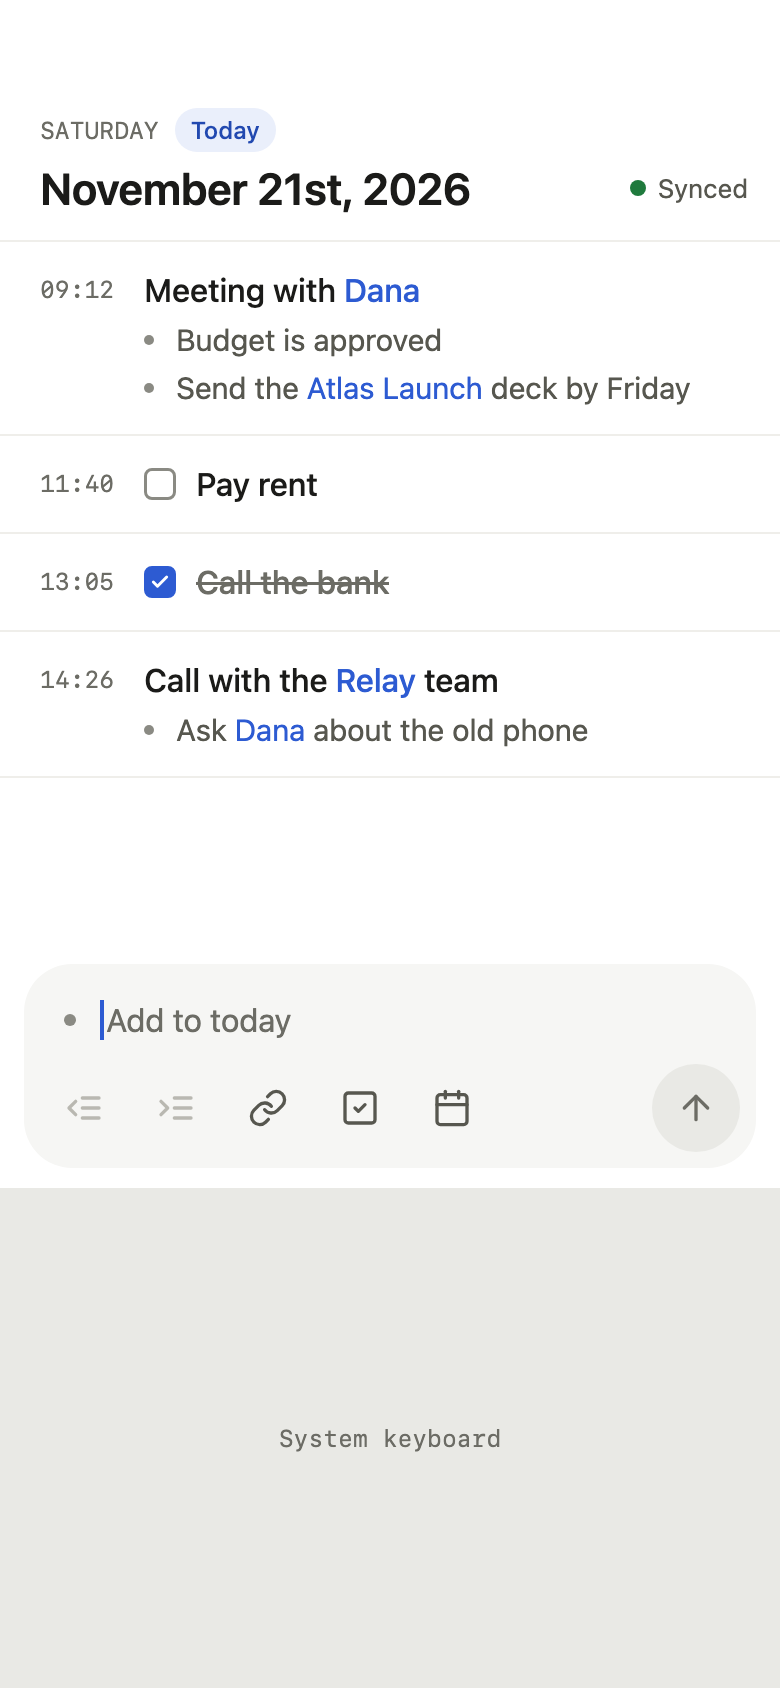 SATURDAY Today
November 21st, 2026 Synced
09:12 Meeting with Dana
Budget is approved
Send the Atlas Launch deck by Friday
11:40 Pay rent
13:05 Call the bank
14:26 Call with the Relay team
Ask Dana about the old phone
Add to today
System keyboard